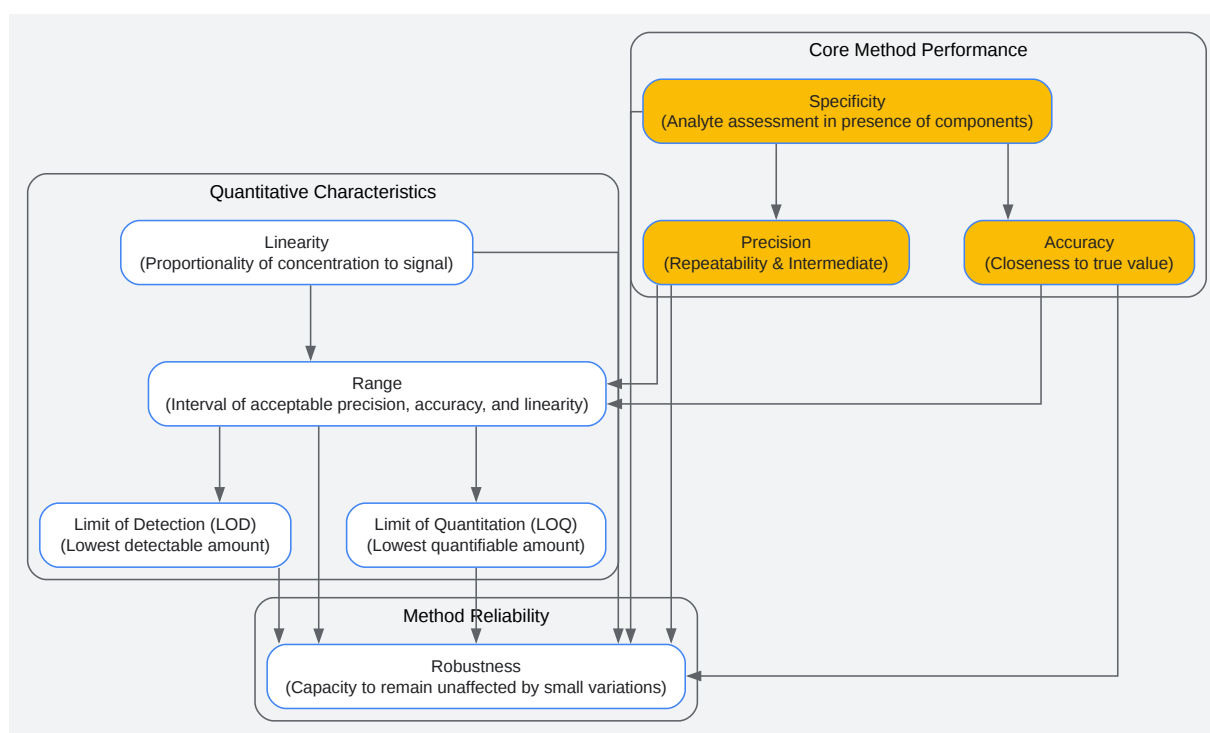 Core Method Performance
Specificity
(Analyte assessment in presence of components)
Quantitative Characteristics
Linearity
(Proportionality of concentration to signal)
Precision
(Repeatability & Intermediate)
Accuracy
(Closeness to true value)
Range
(Interval of acceptable precision, accuracy, and linearity)
Limit of Detection (LOD)
(Lowest detectable amount)
Limit of Quantitation (LOQ)
(Lowest quantifiable amount)
Method Reliability
Robustness
(Capacity to remain unaffected by small variations)